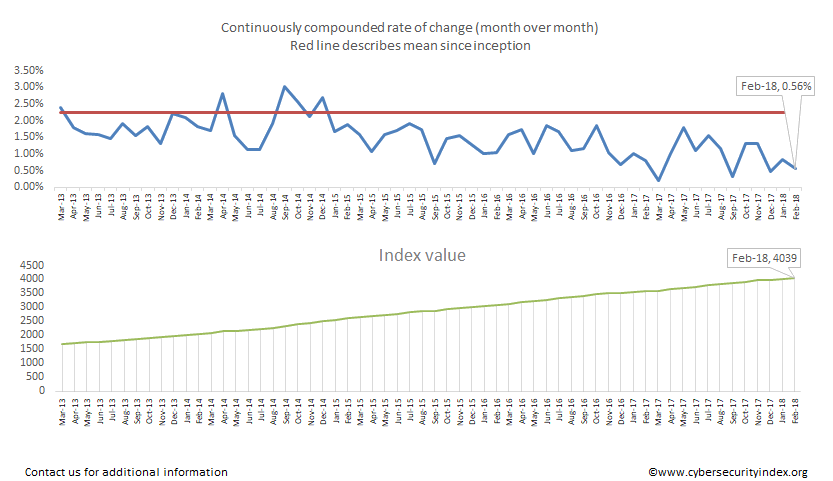 Continuously compounded rate of change (month over month)
Red line describes mean since inception
3.50%
3.00%
2.50%
2.00%
1.50%
1.00%
0.50%
0.00%
Feb-18, 0.56%
Mar-13 Apr-13 May-13 Jun-13 Jul-13 Aug-13 Sep-13 Oct-13 Nov-13 Dec-13 Jan-14 Feb-14 Mar-14 Apr-14 May-14 Jun-14 Jul-14 Aug-14 Sep-14 Oct-14 Nov-14 Dec-14 Jan-15 Feb-15 Mar-15 Apr-15 May-15 Jun-15 Jul-15 Aug-15 Sep-15 Oct-15 Nov-15 Dec-15 Jan-16 Feb-16 Mar-16 Apr-16 May-16 Jun-16 Jul-16 Aug-16 Sep-16 Oct-16 Nov-16 Dec-16 Jan-17 Feb-17 Mar-17 Apr-17 May-17 Jun-17 Jul-17 Aug-17 Sep-17 Oct-17 Nov-17 Dec-17 Jan-18 Feb-18
Index value
Feb-18, 4039
4500
4000
3500
3000
2500
2000
1500
1000
500
0
Mar-13 Apr-13 May-13 Jun-13 Jul-13 Aug-13 Sep-13 Oct-13 Nov-13 Dec-13 Jan-14 Feb-14 Mar-14 Apr-14 May-14 Jun-14 Jul-14 Aug-14 Sep-14 Oct-14 Nov-14 Dec-14 Jan-15 Feb-15 Mar-15 Apr-15 May-15 Jun-15 Jul-15 Aug-15 Sep-15 Oct-15 Nov-15 Dec-15 Jan-16 Feb-16 Mar-16 Apr-16 May-16 Jun-16 Jul-16 Aug-16 Sep-16 Oct-16 Nov-16 Dec-16 Jan-17 Feb-17 Mar-17 Apr-17 May-17 Jun-17 Jul-17 Aug-17 Sep-17 Oct-17 Nov-17 Dec-17 Jan-18 Feb-18
Contact us for additional information
©www.cybersecurityindex.org